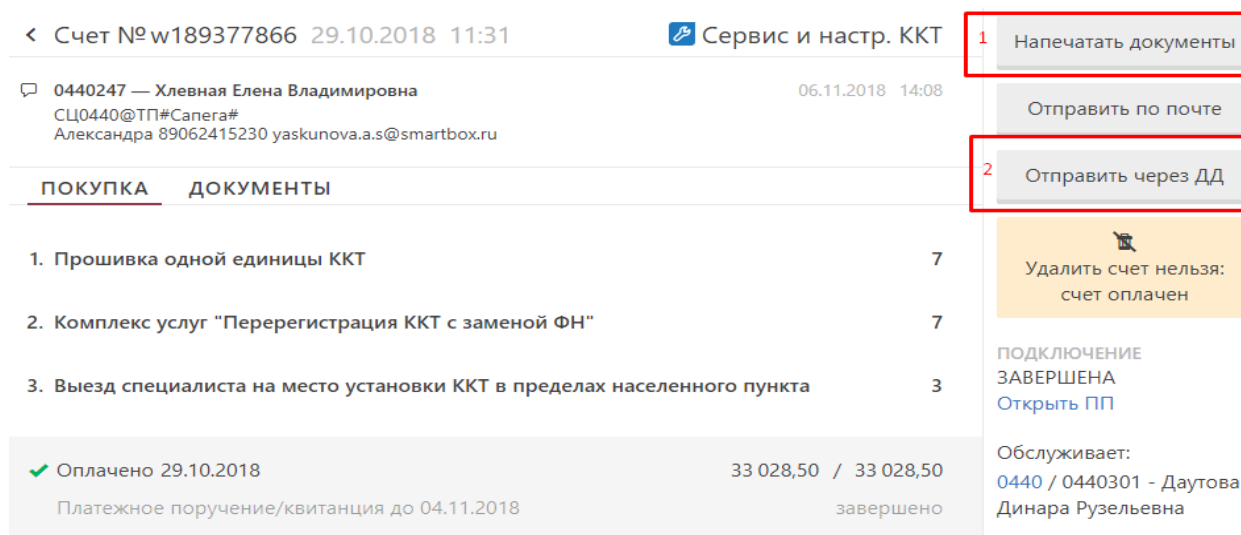 Счет № w189377866 29.10.2018 11:31 Сервис и настр. ККТ
0440247 — Хлевная Елена Владимировна 06.11.2018 14:08
СЦ0440@ТП#Сапега#
Александра 89062415230 yaskunova.a.s@smartbox.ru
ПОКУПКА ДОКУМЕНТЫ
1. Прошивка одной единицы ККТ 7
2. Комплекс услуг "Перерегистрация ККТ с заменой ФН" 7
3. Выезд специалиста на место установки ККТ в пределах населенного пункта 3
Оплачено 29.10.2018 33 028,50 / 33 028,50
Платежное поручение/квитанция до 04.11.2018 завершено
1 Напечатать документы
Отправить по почте
2 Отправить через ДД
Удалить счет нельзя:
счет оплачен
ПОДКЛЮЧЕНИЕ
ЗАВЕРШЕНА
Открыть ПП
Обслуживает:
0440 / 0440301 - Даутова
Динара Рузельевна